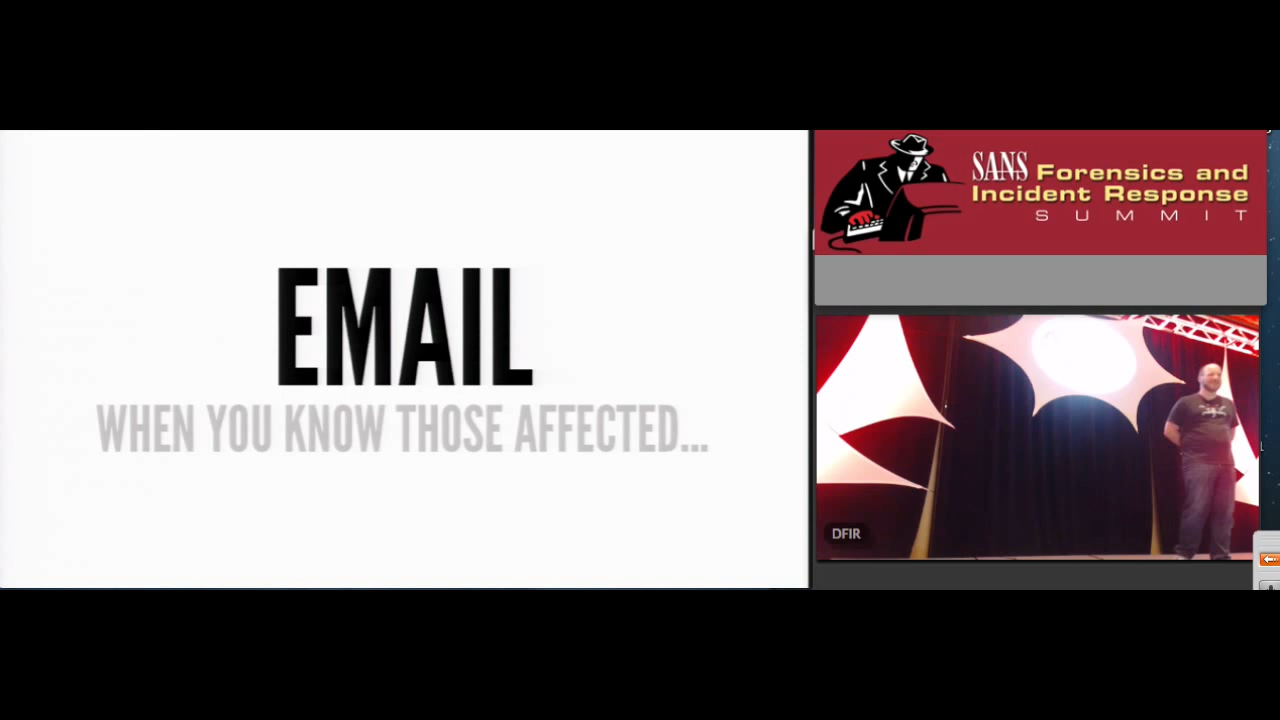 EMAIL
WHEN YOU KNOW THOSE AFFECTED...
SANS Forensics and
Incident Response
SUMMIT
DFIR